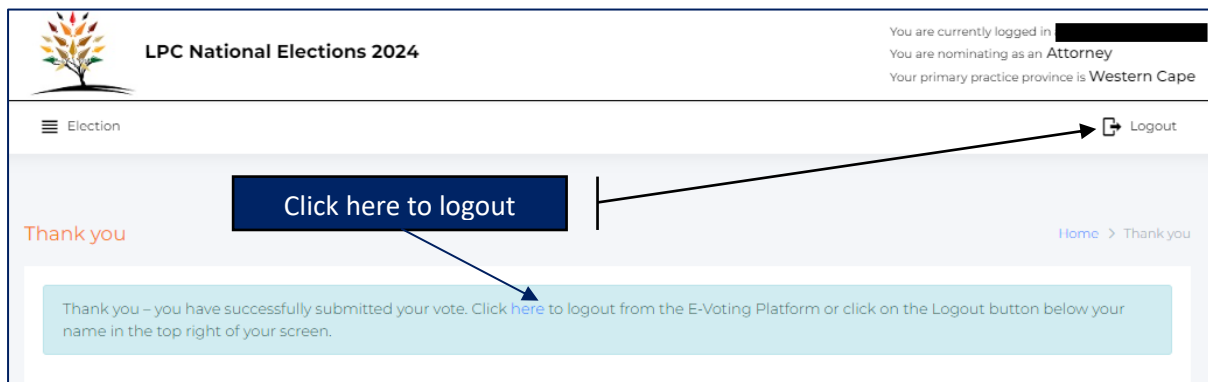 LPC National Elections 2024
You are currently logged in
You are nominating as an Attorney
Your primary practice province is Western Cape
Election
Logout
Click here to logout
Thank you
Home > Thank you
Thank you – you have successfully submitted your vote. Click here to logout from the E-Voting Platform or click on the Logout button below your
name in the top right of your screen.